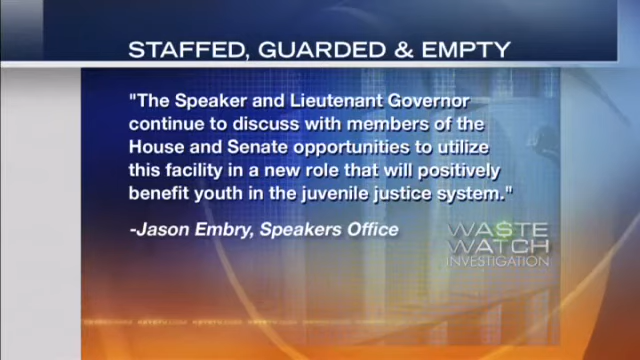 STAFFED, GUARDED & EMPTY
"The Speaker and Lieutenant Governor
continue to discuss with members of the
House and Senate opportunities to utilize
this facility in a new role that will positively
benefit youth in the juvenile justice system."
-Jason Embry, Speakers Office
WASTE
WATCH
INVESTIGATION